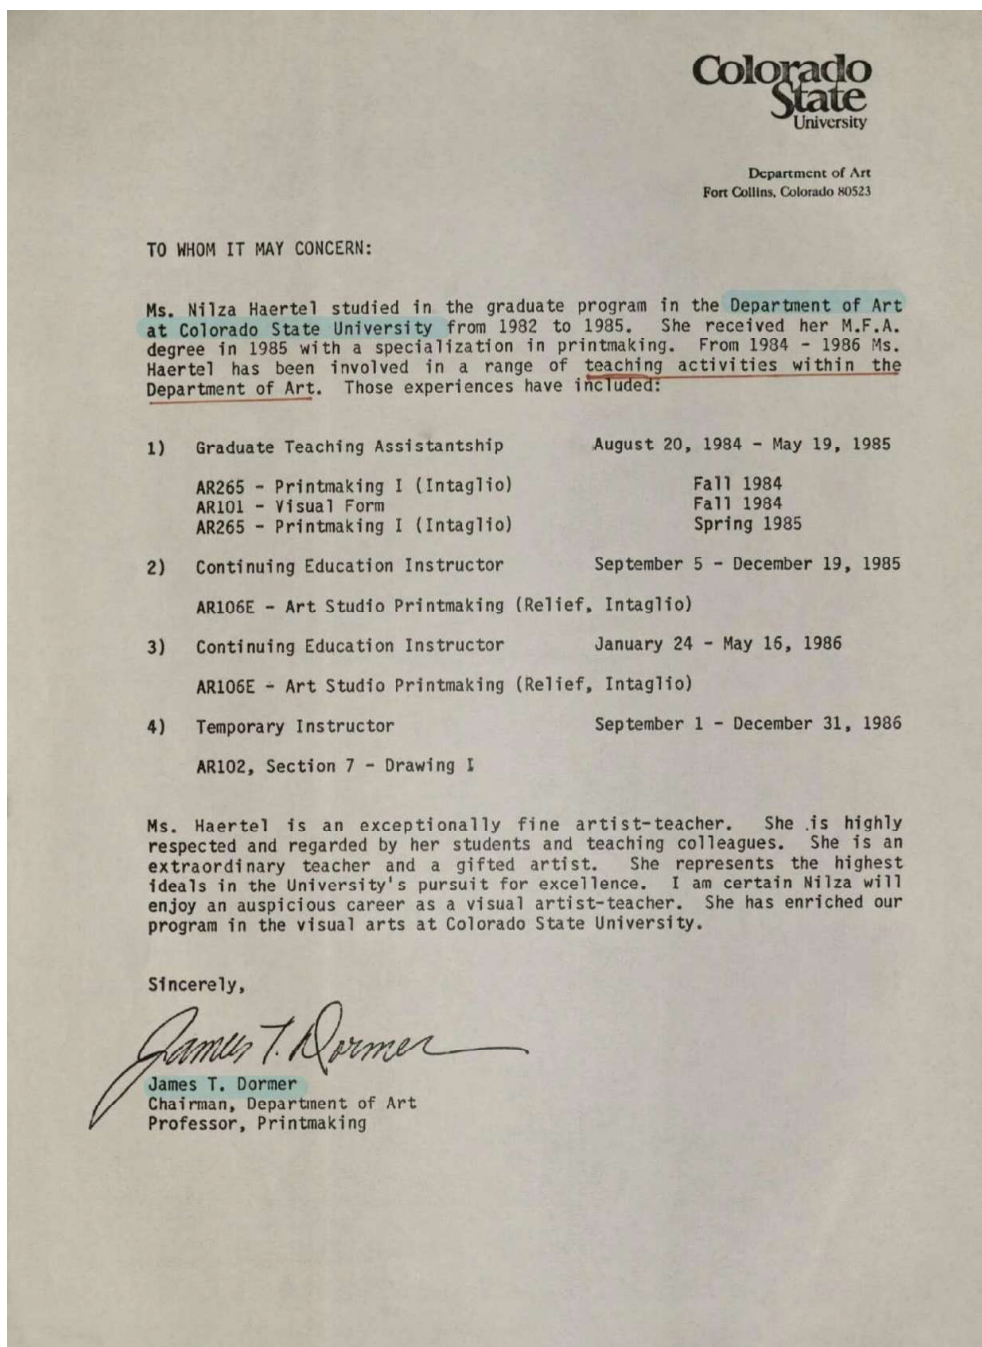 Colorado
State
University
Department of Art
Fort Collins, Colorado 80523
TO WHOM IT MAY CONCERN:
Ms. Nilza Haertel studied in the graduate program in the Department of Art
at Colorado State University from 1982 to 1985. She received her M.F.A.
degree in 1985 with a specialization in printmaking. From 1984 - 1986 Ms.
Haertel has been involved in a range of teaching activities within the
Department of Art. Those experiences have included:
1) Graduate Teaching Assistantship August 20, 1984 - May 19, 1985
AR265 - Printmaking I (Intaglio) Fall 1984
AR101 - Visual Form Fall 1984
AR265 - Printmaking I (Intaglio) Spring 1985
2) Continuing Education Instructor September 5 - December 19, 1985
AR106E - Art Studio Printmaking (Relief, Intaglio)
3) Continuing Education Instructor January 24 - May 16, 1986
AR106E - Art Studio Printmaking (Relief, Intaglio)
4) Temporary Instructor September 1 - December 31, 1986
AR102, Section 7 - Drawing I
Ms. Haertel is an exceptionally fine artist-teacher. She is highly
respected and regarded by her students and teaching colleagues. She is an
extraordinary teacher and a gifted artist. She represents the highest
ideals in the University's pursuit for excellence. I am certain Nilza will
enjoy an auspicious career as a visual artist-teacher. She has enriched our
program in the visual arts at Colorado State University.
Sincerely,
James T. Dormer
James T. Dormer
Chairman, Department of Art
Professor, Printmaking